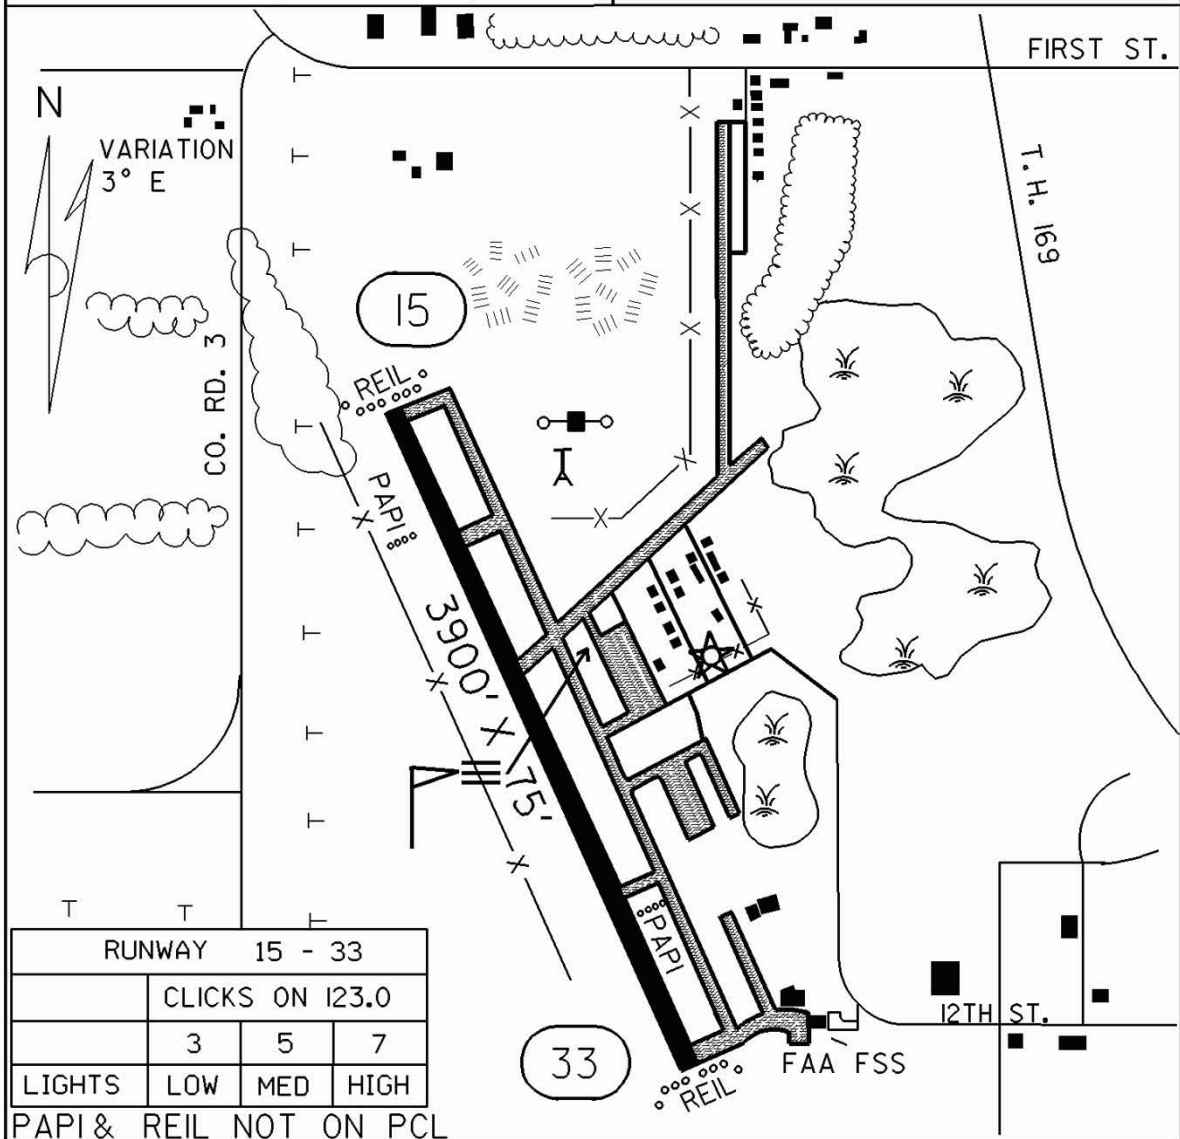 FIRST ST.
N
VARIATION
3° E
T. H. 169
CO. RD. 3
15
REIL
PAPI
3900' X 75'
PAPI
RUNWAY 15 - 33
CLICKS ON 123.0
3 5 7
LIGHTS LOW MED HIGH
PAPI & REIL NOT ON PCL
33
REIL
12TH ST.
FAA FSS